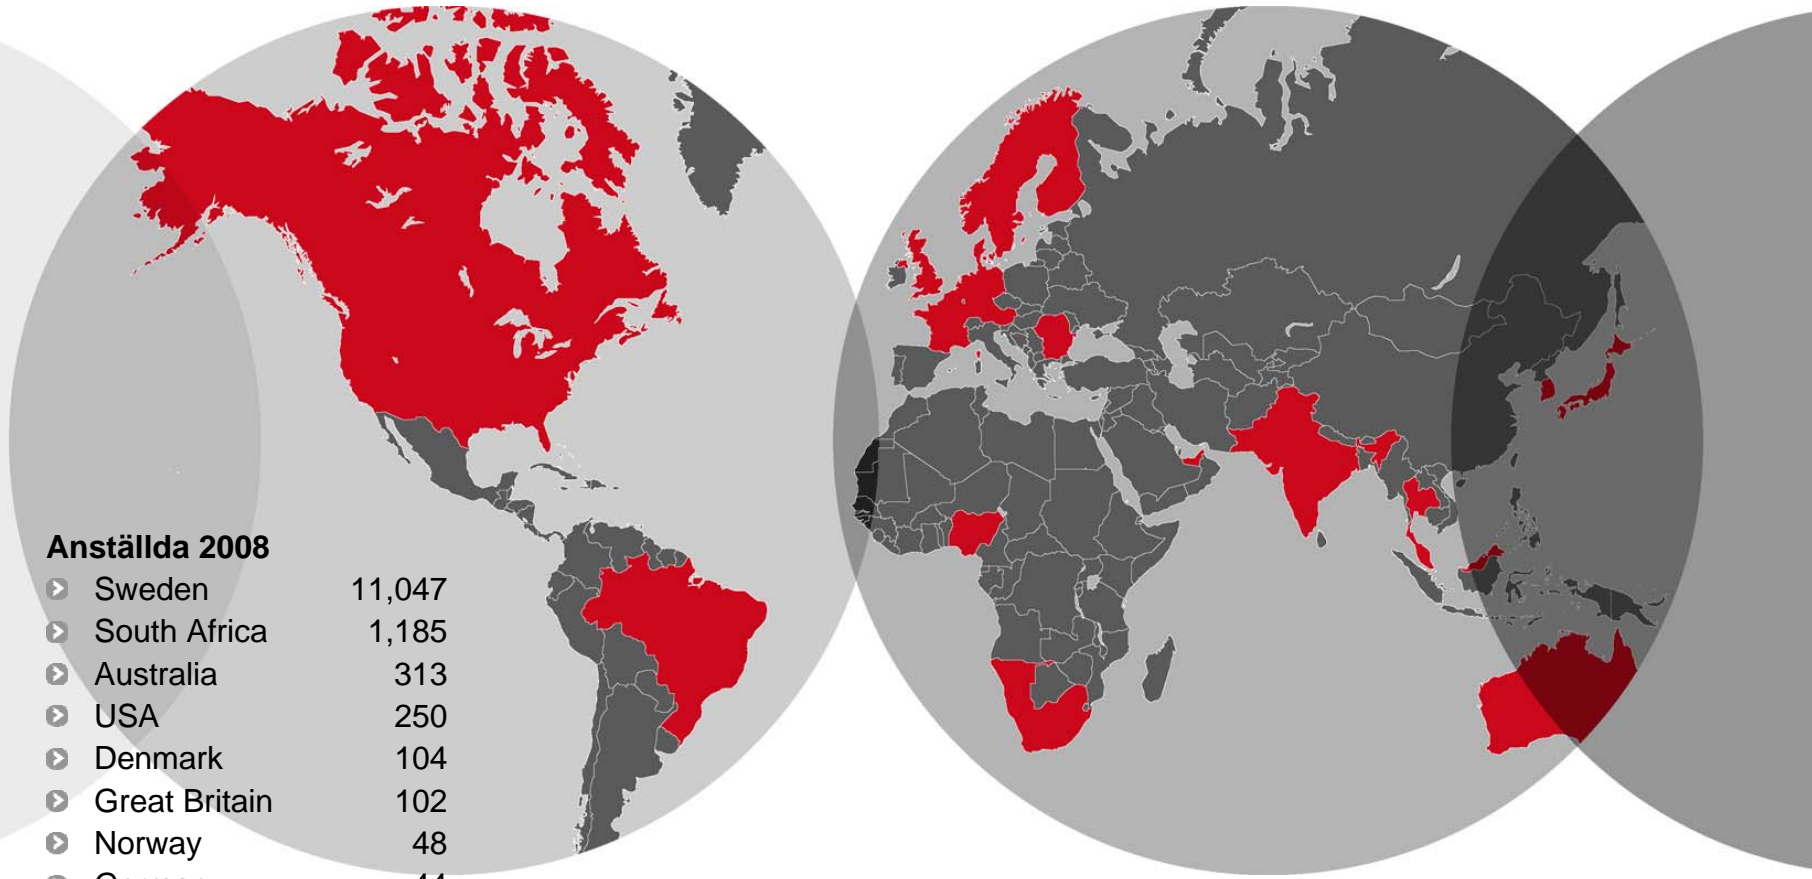 Anställda 2008
Sweden 11,047
South Africa 1,185
Australia 313
USA 250
Denmark 104
Great Britain 102
Norway 48